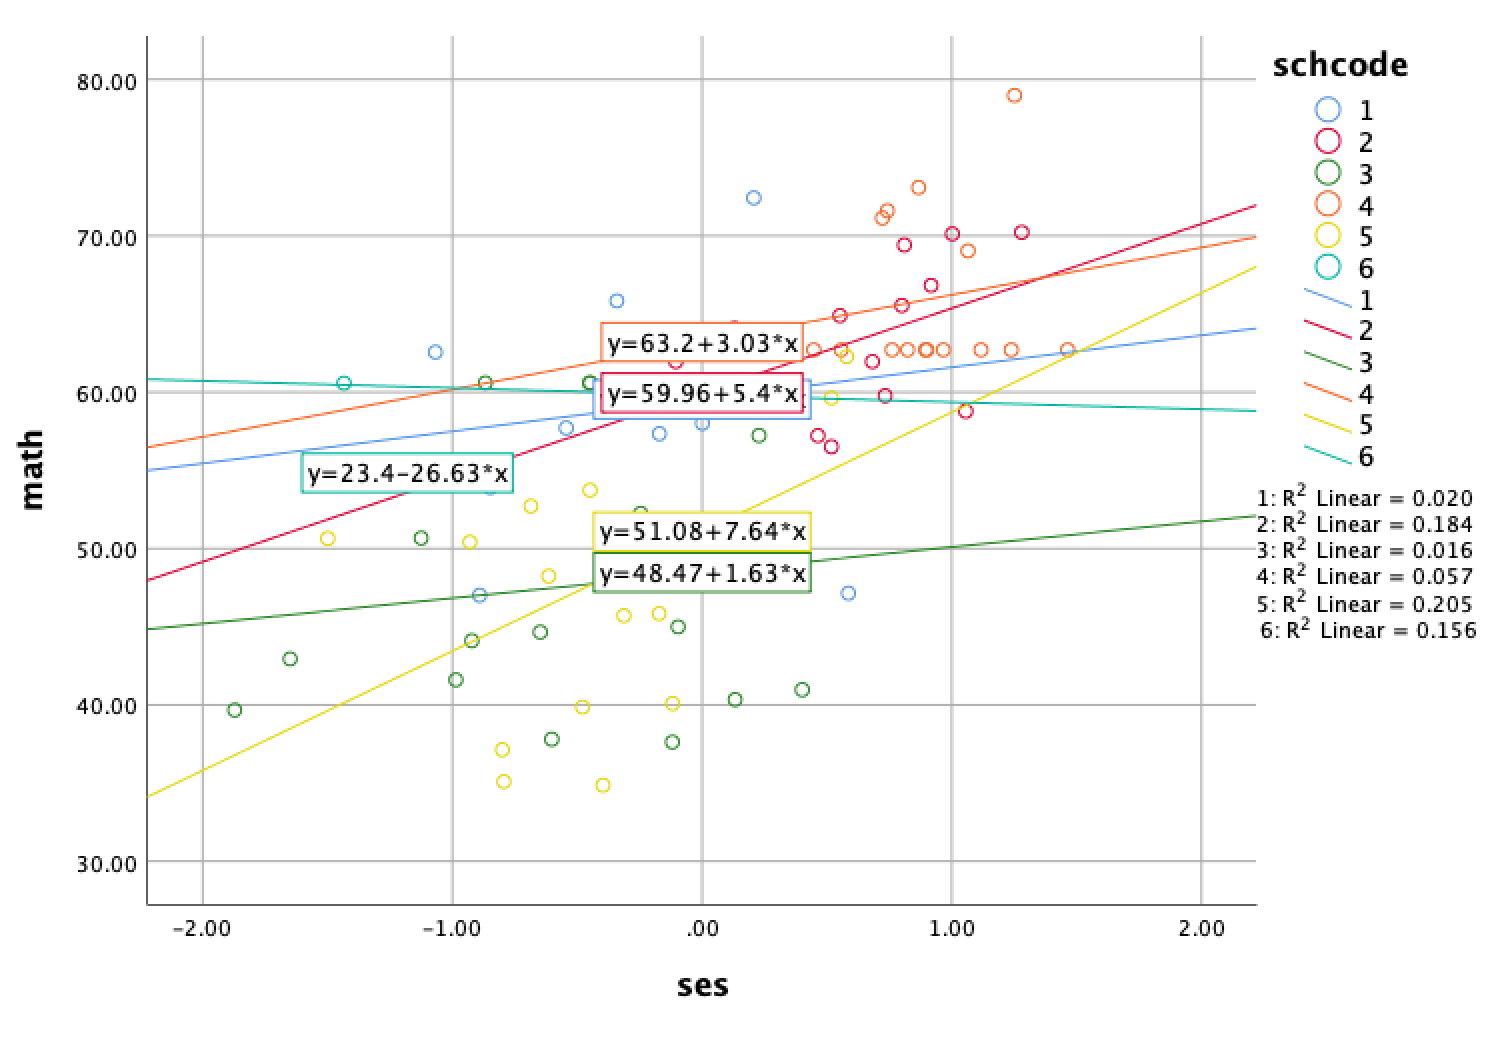 schcode
1
2
3
4
5
6
1
2
3
4
5
6
1: R2 Linear = 0.020
2: R2 Linear = 0.184
3: R2 Linear = 0.016
4: R2 Linear = 0.057
5: R2 Linear = 0.205
6: R2 Linear = 0.156
math
80.00
70.00
60.00
50.00
40.00
30.00
y=63.2+3.03*x
y=59.96+5.4*x
y=23.4-26.63*x
y=51.08+7.64*x
y=48.47+1.63*x
-2.00
-1.00
.00
1.00
2.00
ses